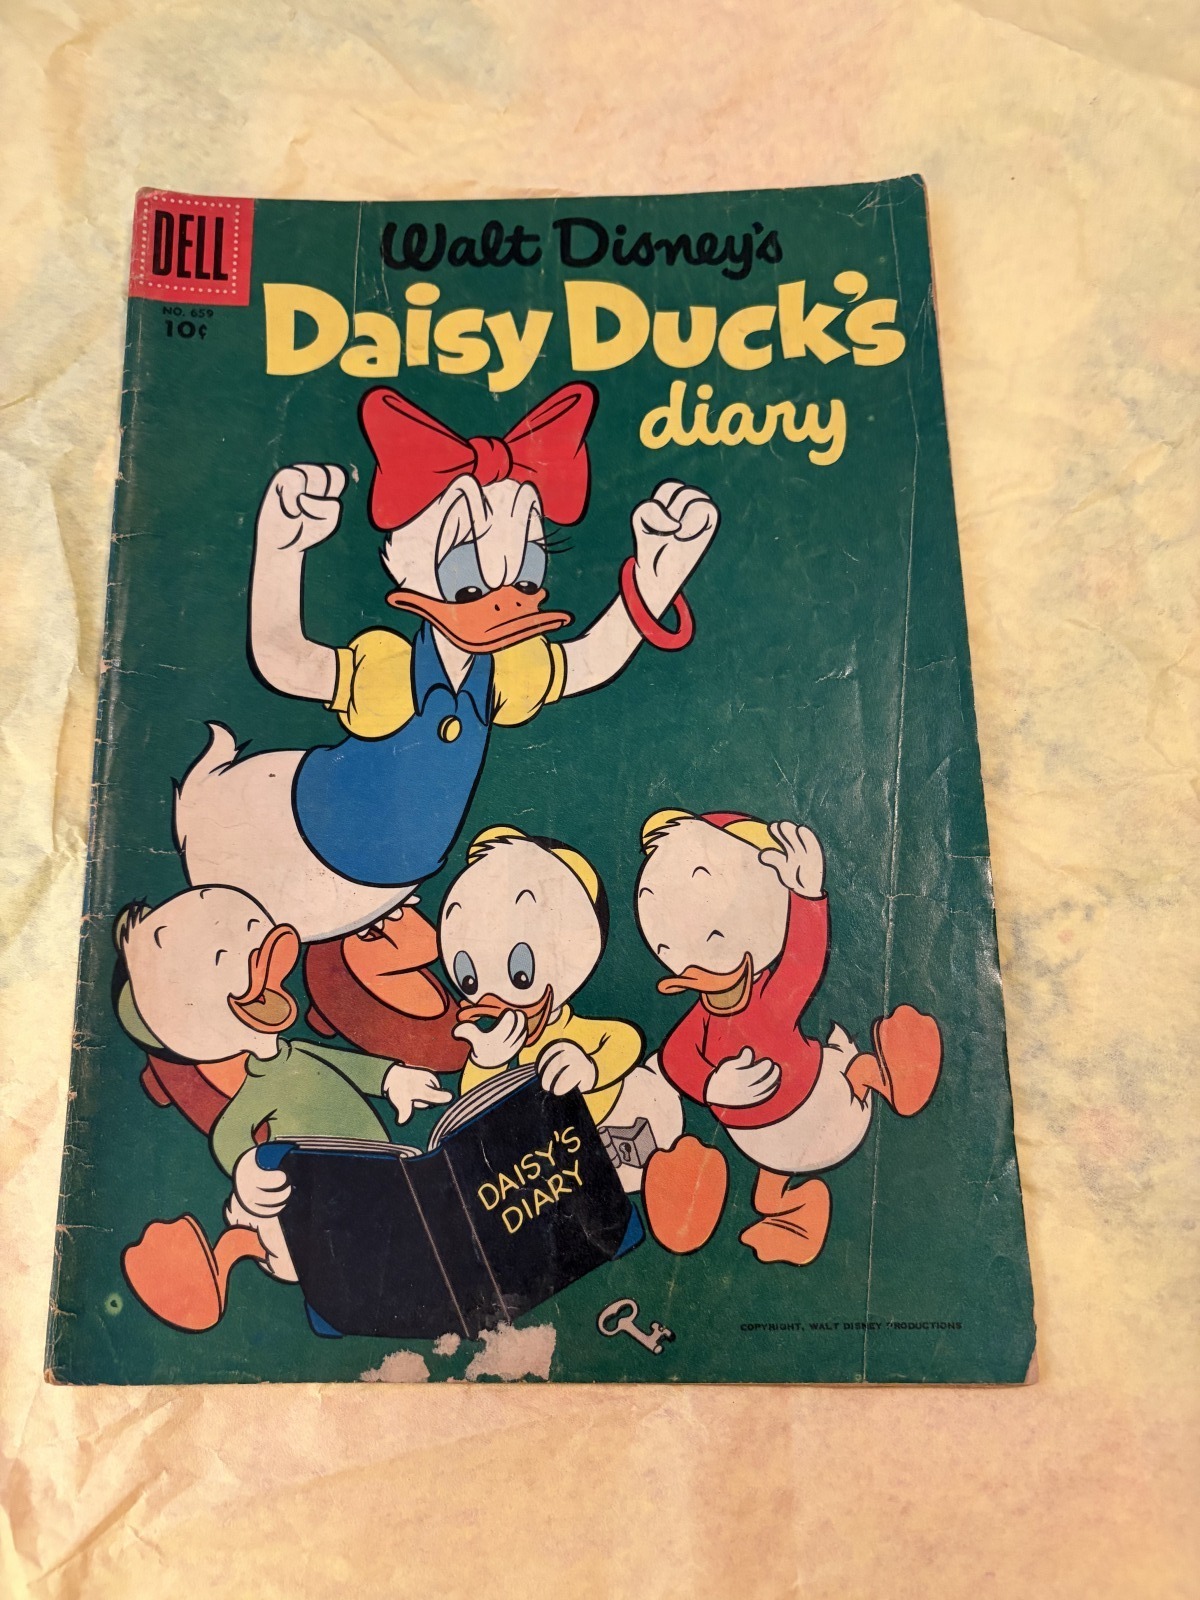 DELL
NO. 659
10¢
Walt Disney's
Daisy Duck's
diary
DAISY'S
DIARY
COPYRIGHT, WALT DISNEY PRODUCTIONS